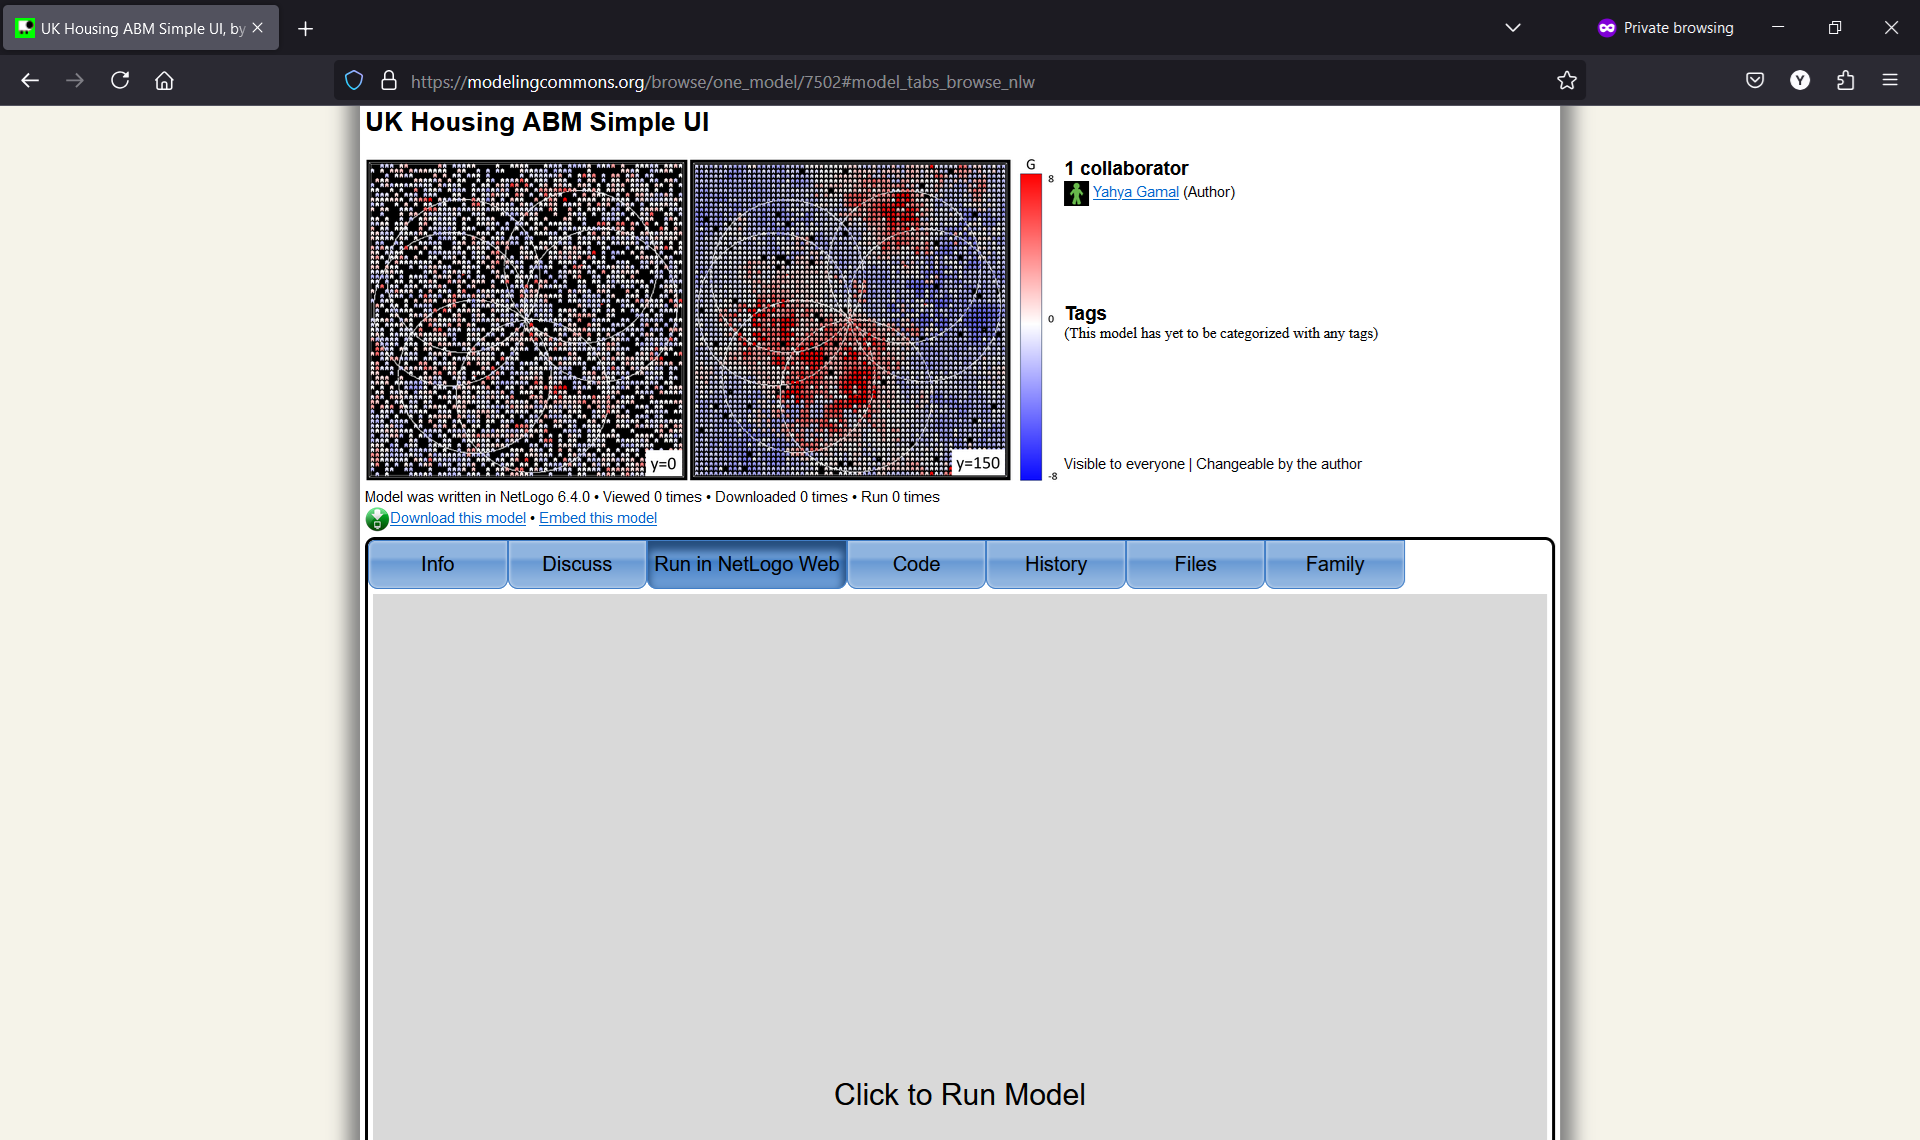 UK Housing ABM Simple UI, by
Private browsing
https://modelingcommons.org/browse/one_model/7502#model_tabs_browse_nlw
Y
UK Housing ABM Simple UI
y=0
y=150
G
8
0
-8
1 collaborator
Yahya Gamal (Author)
Tags
(This model has yet to be categorized with any tags)
Visible to everyone | Changeable by the author
Model was written in NetLogo 6.4.0 • Viewed 0 times • Downloaded 0 times • Run 0 times
Download this model • Embed this model
Info Discuss Run in NetLogo Web Code History Files Family
Click to Run Model